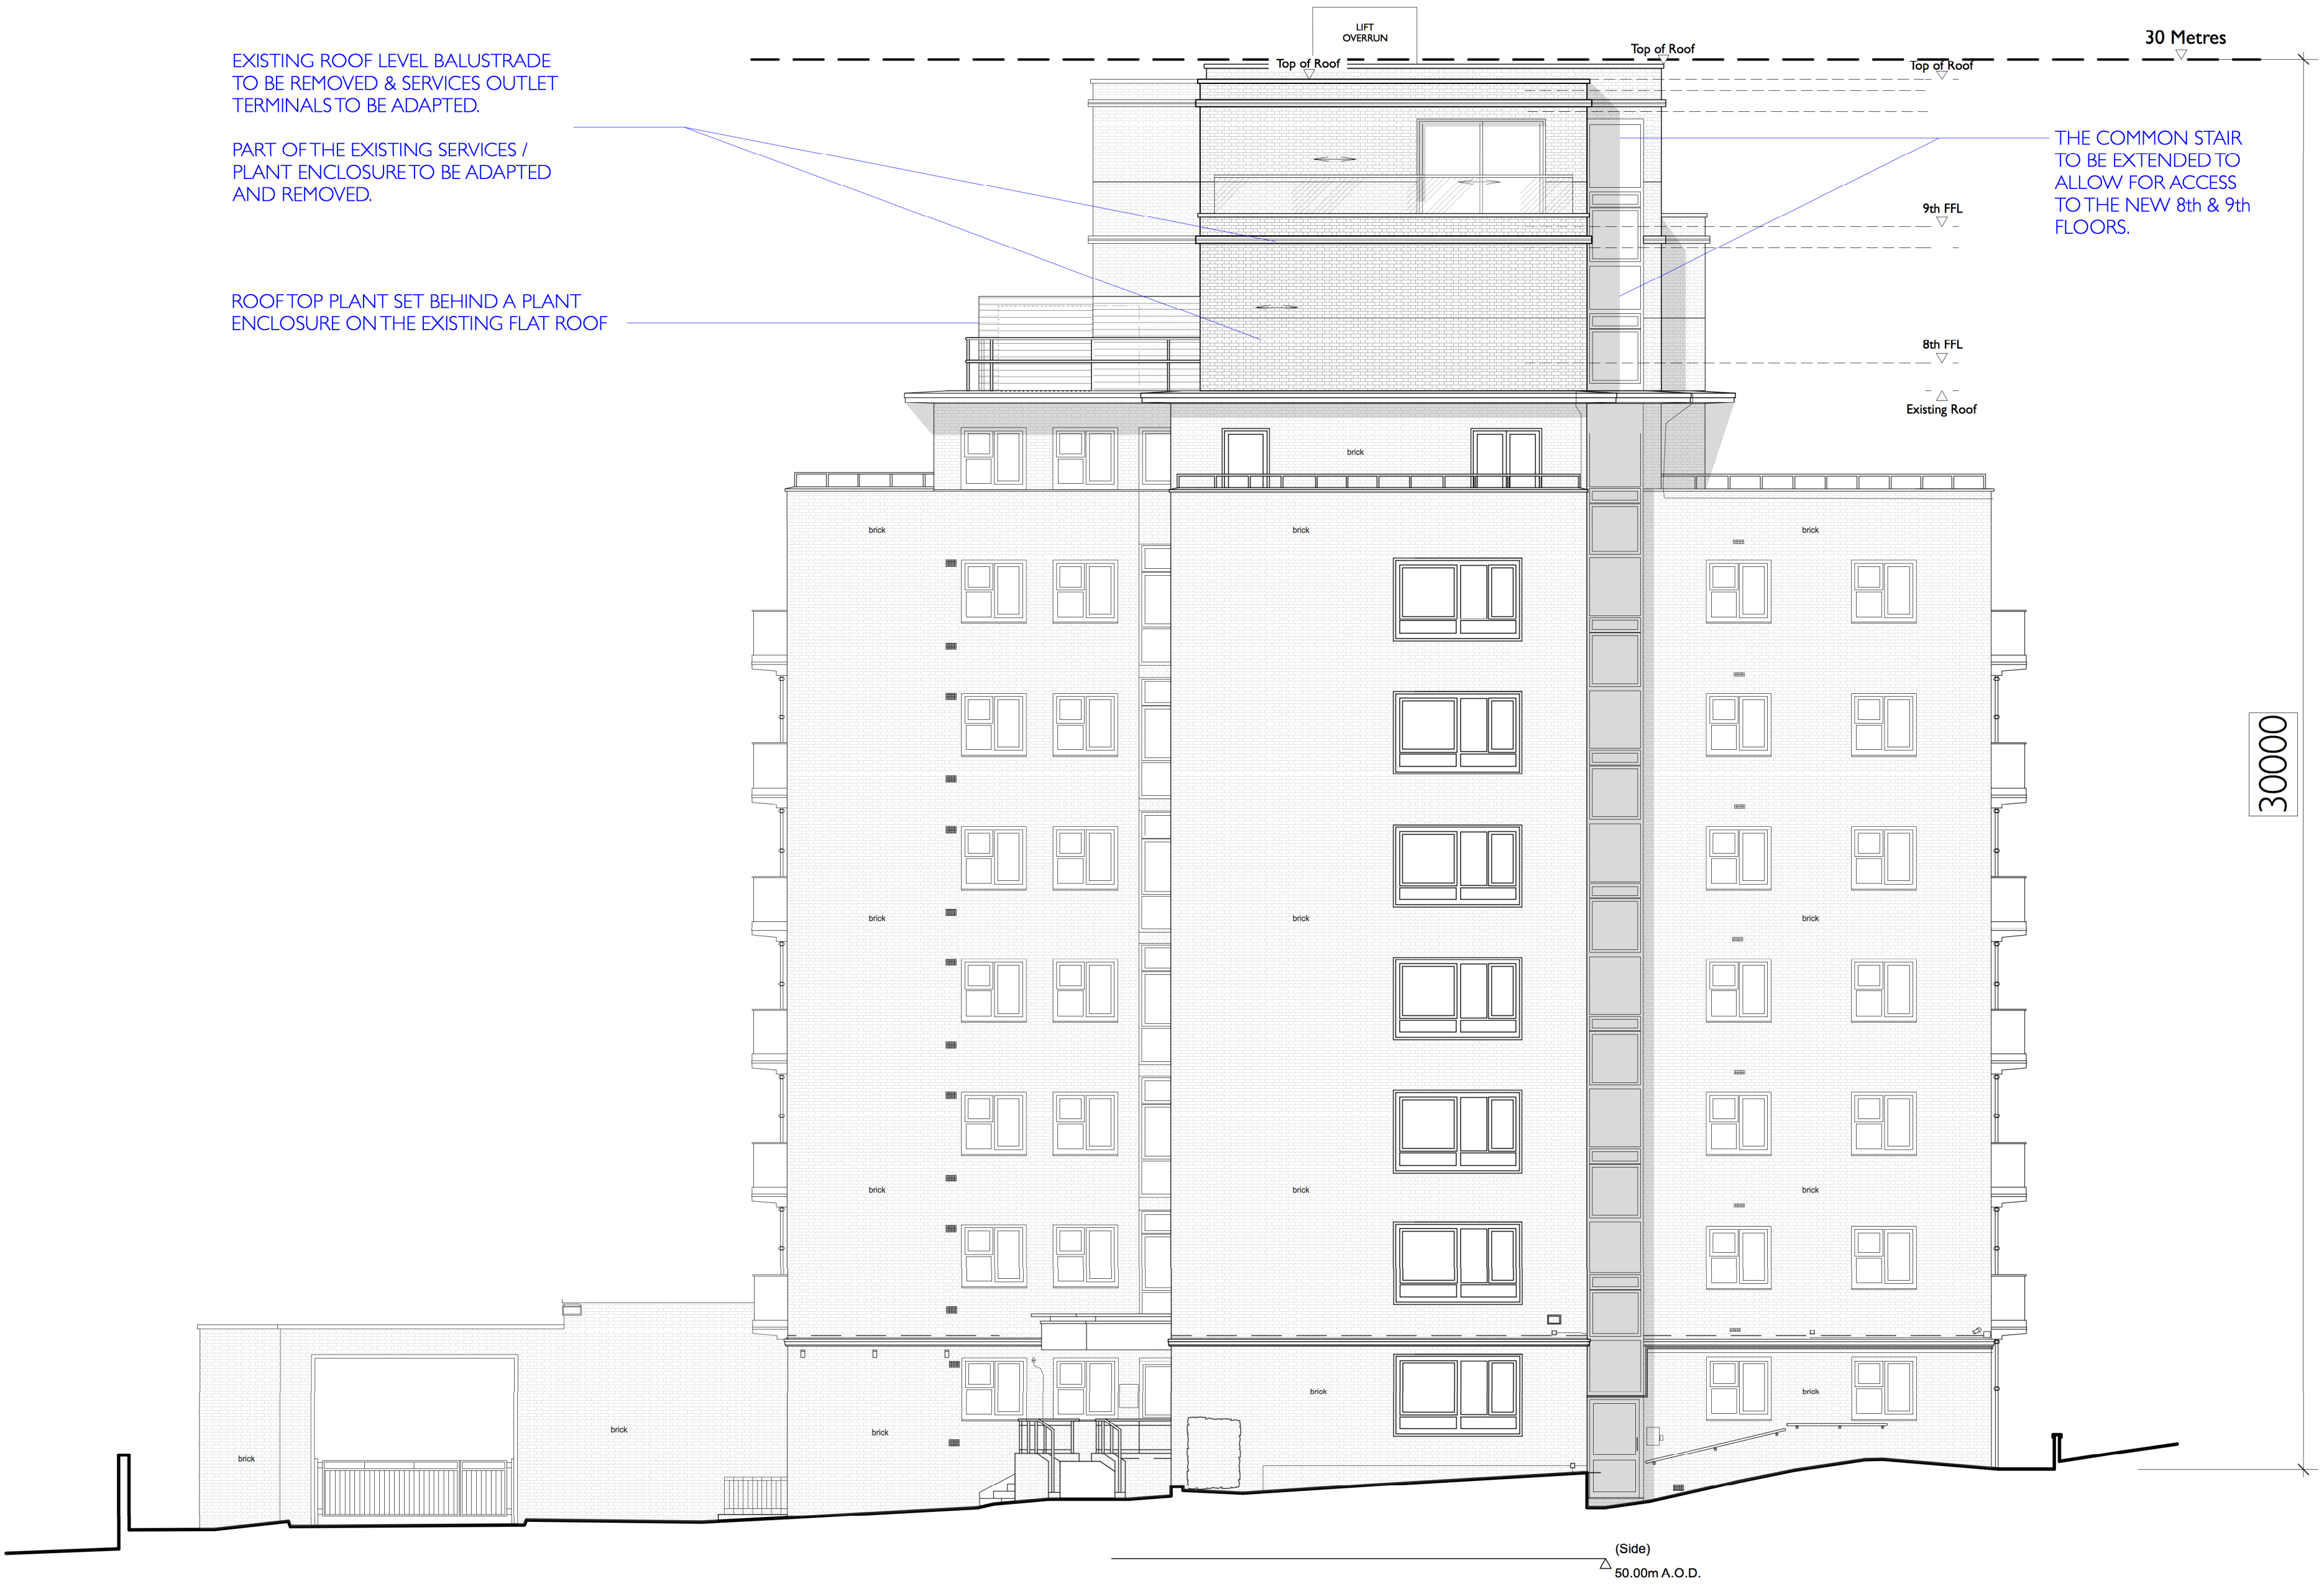 LIFT
OVERRUN
30 Metres
Top of Roof
Top of Roof
Top of Roof
EXISTING ROOF LEVEL BALUSTRADE
TO BE REMOVED & SERVICES OUTLET
TERMINALS TO BE ADAPTED.
PART OF THE EXISTING SERVICES /
PLANT ENCLOSURE TO BE ADAPTED
AND REMOVED.
THE COMMON STAIR
TO BE EXTENDED TO
ALLOW FOR ACCESS
TO THE NEW 8th & 9th
FLOORS.
9th FFL
ROOF TOP PLANT SET BEHIND A PLANT
ENCLOSURE ON THE EXISTING FLAT ROOF
8th FFL
Existing Roof
brick
brick
brick
brick
30000
brick
brick
brick
brick
brick
brick
brick
brick
brick
brick
brick
(Side)
50.00m A.O.D.